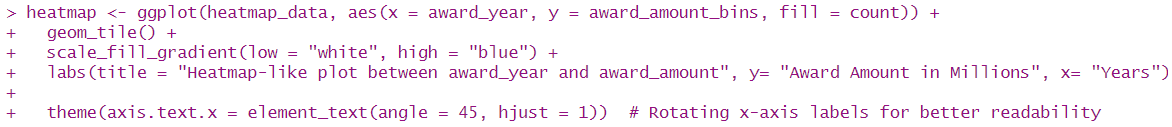 > heatmap <- ggplot(heatmap_data, aes(x = award_year, y = award_amount_bins, fill = count)) +
+   geom_tile() +
+   scale_fill_gradient(low = "white", high = "blue") +
+   labs(title = "Heatmap-like plot between award_year and award_amount", y= "Award Amount in Millions", x= "Years")
+
+   theme(axis.text.x = element_text(angle = 45, hjust = 1))  # Rotating x-axis labels for better readability